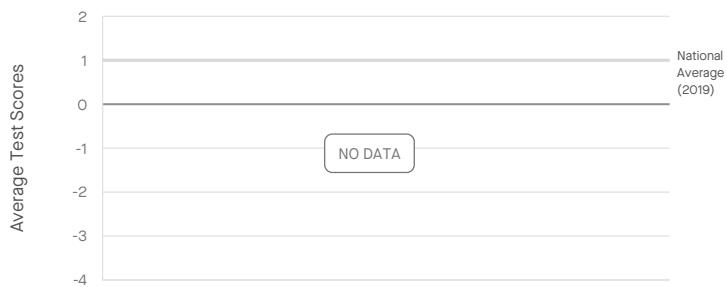 Average Test Scores
2
1
0
-1
-2
-3
-4
National
Average
(2019)
NO DATA